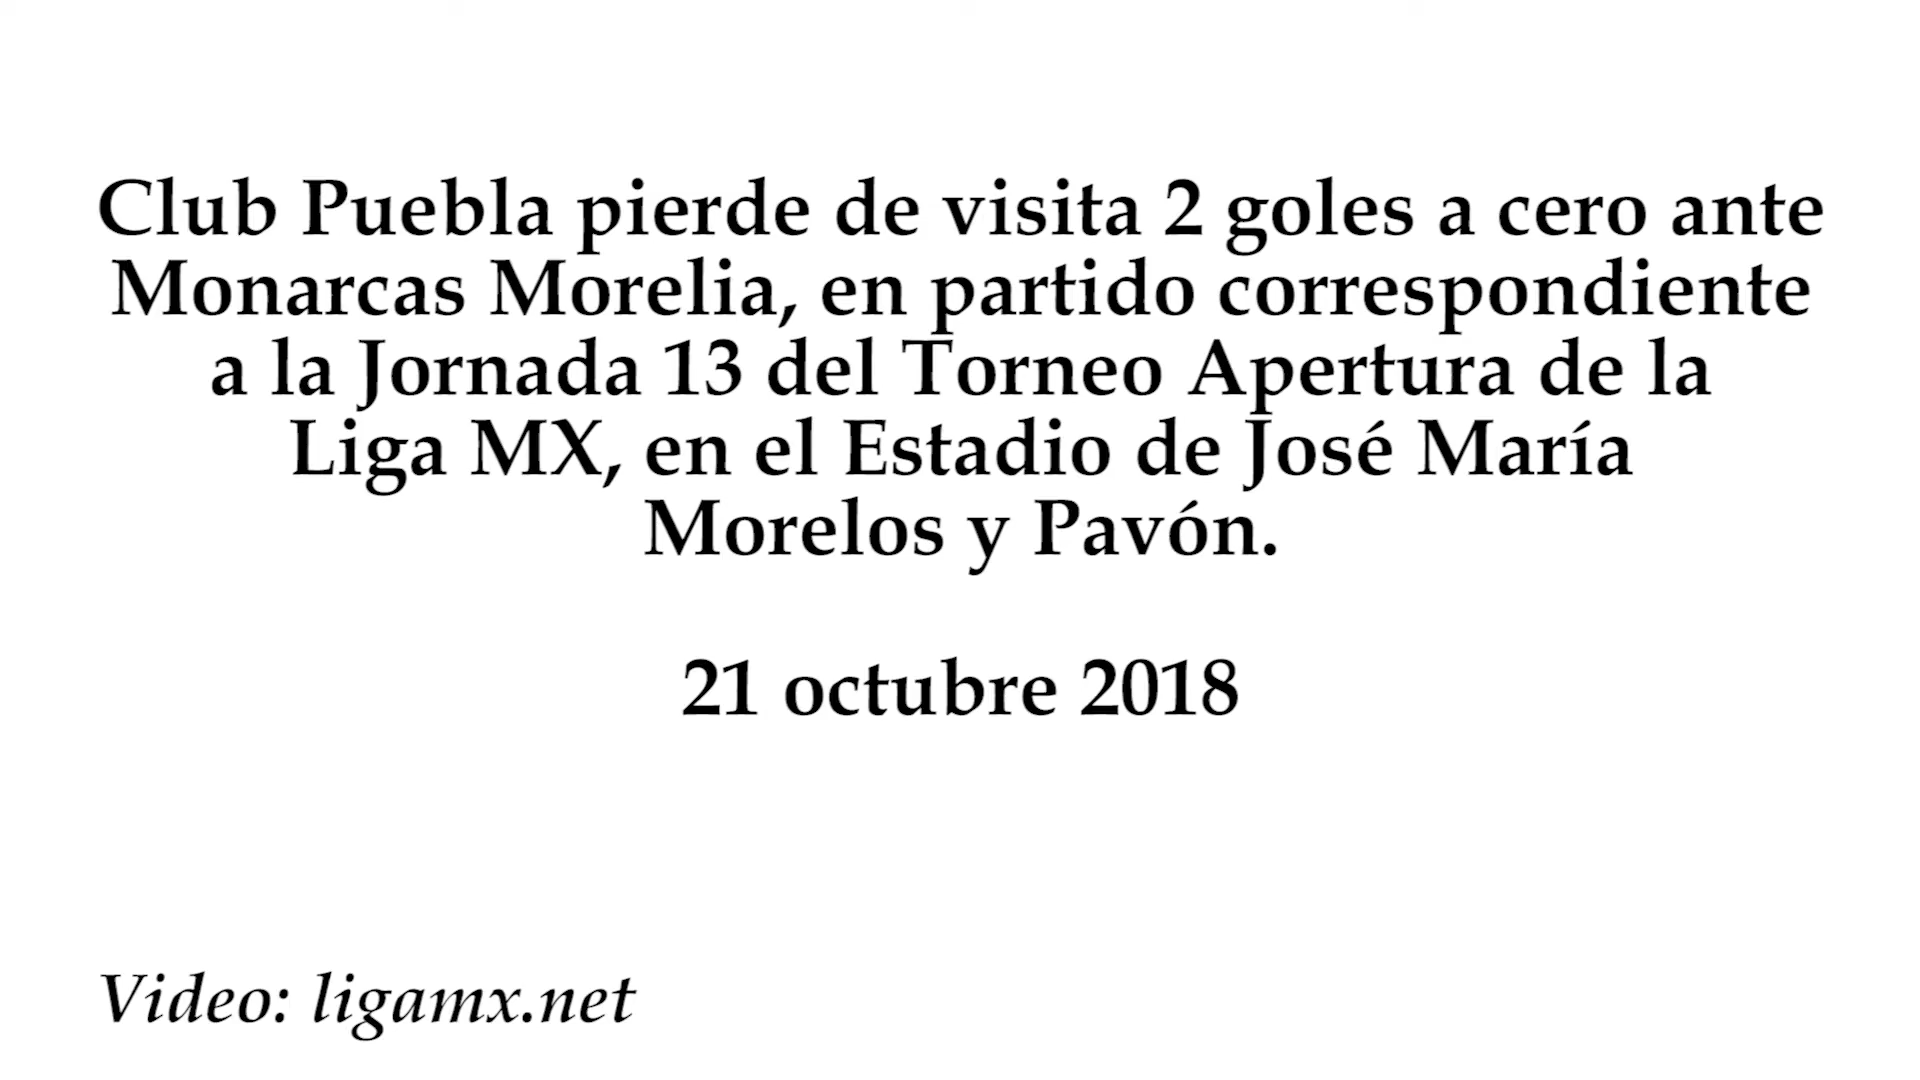 Club Puebla pierde de visita 2 goles a cero ante
Monarcas Morelia, en partido correspondiente
a la Jornada 13 del Torneo Apertura de la
Liga MX, en el Estadio de José María
Morelos y Pavón.
21 octubre 2018
Video: ligamx.net